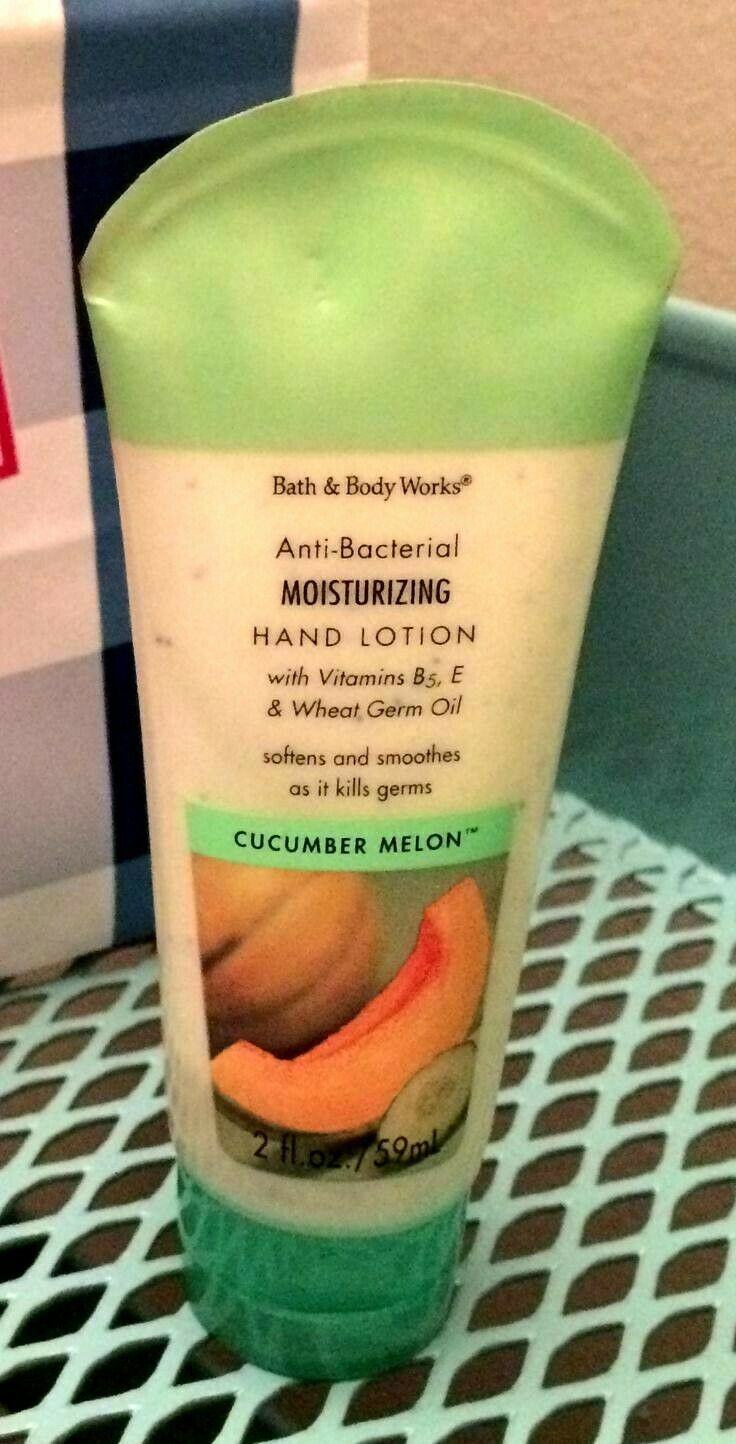 Bath & Body Works®
Anti-Bacterial
MOISTURIZING
HAND LOTION
with Vitamins B5, E
& Wheat Germ Oil
softens and smoothes
as it kills germs
CUCUMBER MELON™
2 fl.oz./59mL